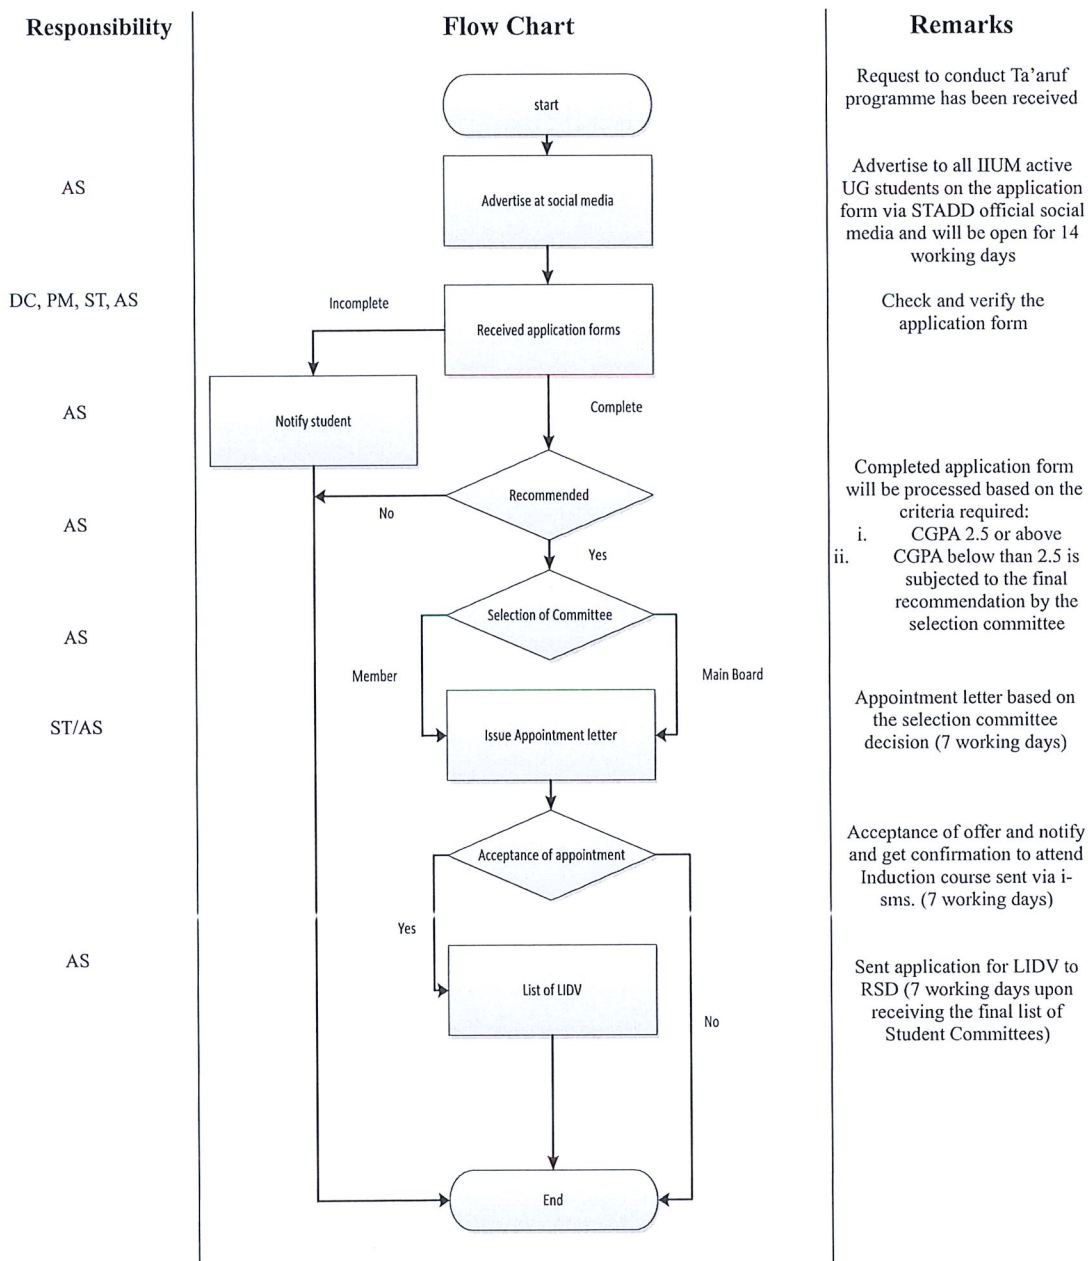 Responsibility
Flow Chart
Remarks
start
Request to conduct Ta'aruf
programme has been received
AS
Advertise at social media
Advertise to all IIUM active
UG students on the application
form via STADD official social
media and will be open for 14
working days
DC, PM, ST, AS
Incomplete
Received application forms
Check and verify the
application form
AS
Notify student
Complete
Recommended
No
Yes
AS
Completed application form
will be processed based on the
criteria required:
i. CGPA 2.5 or above
ii. CGPA below than 2.5 is
subjected to the final
recommendation by the
selection committee
Selection of Committee
AS
Member
Main Board
ST/AS
Issue Appointment letter
Appointment letter based on
the selection committee
decision (7 working days)
Acceptance of appointment
Acceptance of offer and notify
and get confirmation to attend
Induction course sent via i-
sms. (7 working days)
Yes
AS
List of LIDV
No
Sent application for LIDV to
RSD (7 working days upon
receiving the final list of
Student Committees)
End